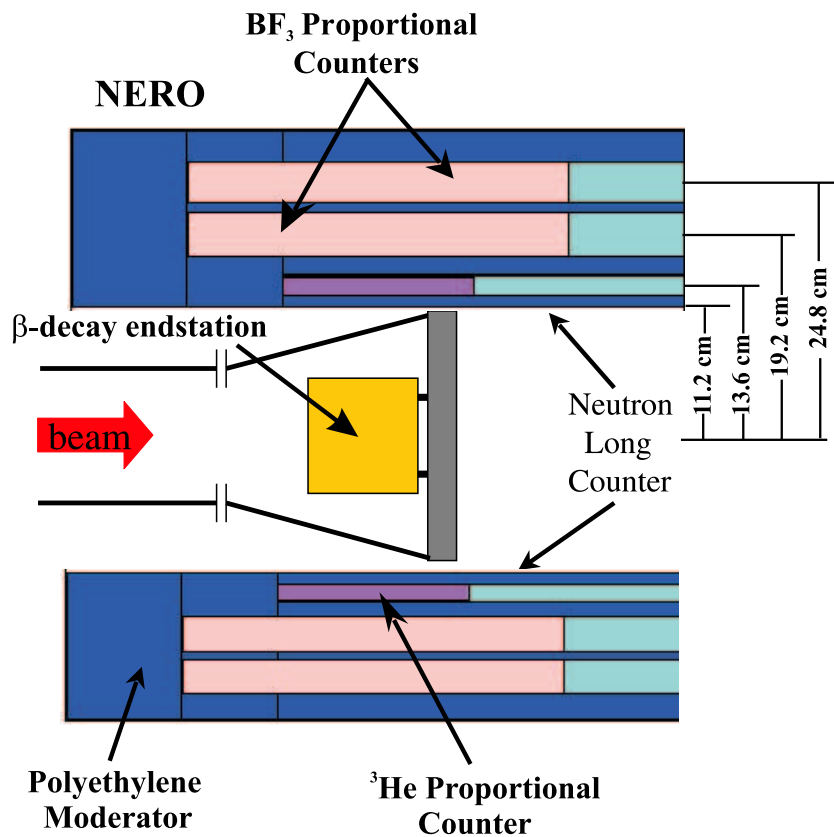 BF₃ Proportional
Counters
NERO
β-decay endstation
beam
11.2 cm
13.6 cm
19.2 cm
24.8 cm
Neutron
Long
Counter
Polyethylene
Moderator
³He Proportional
Counter